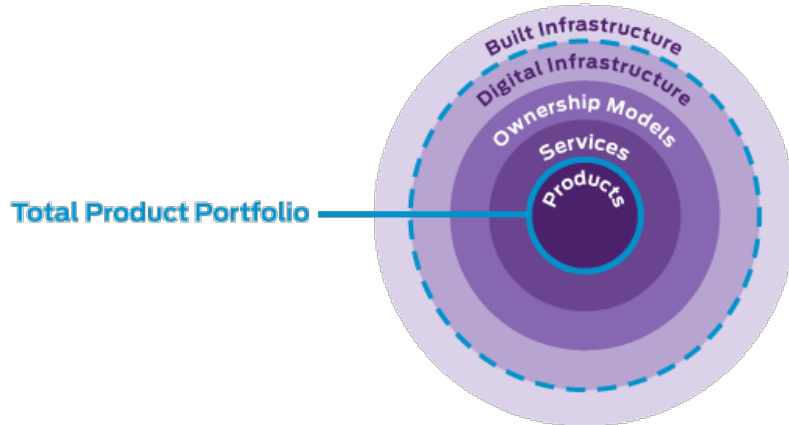 Built Infrastructure
Digital Infrastructure
Ownership Models
Services
Products
Total Product Portfolio